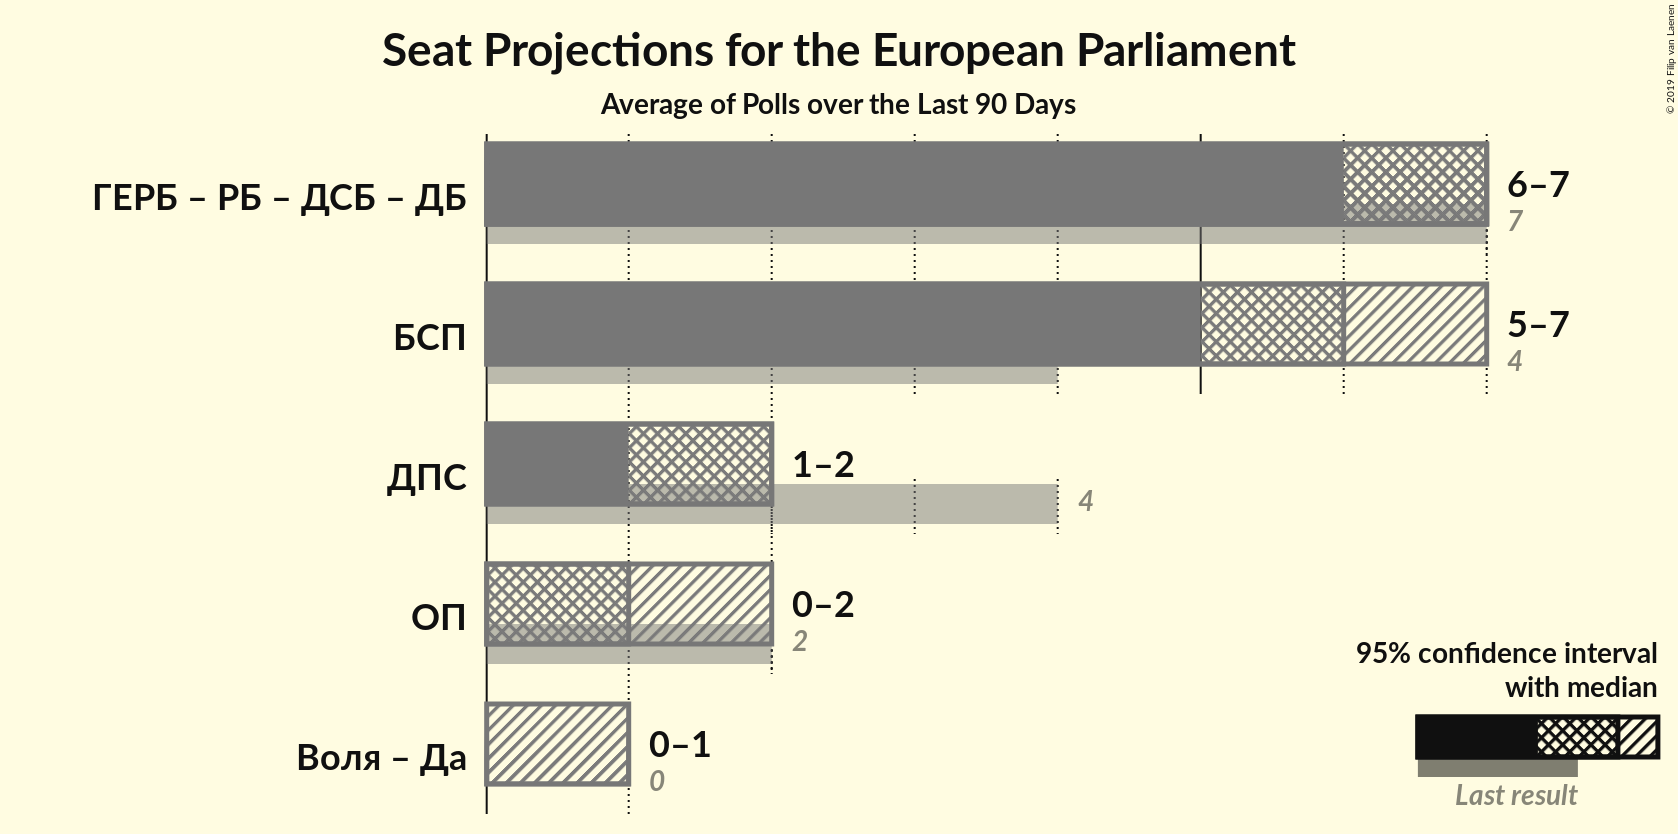 Seat Projections for the European Parliament
Average of Polls over the Last 90 Days
© 2019 Filip van Laenen
ГЕРБ – РБ – ДСБ – ДБ
6–7
7
БСП
5–7
4
ДПС
1–2
4
ОП
0–2
2
Воля – Да
0–1
0
95% confidence interval
with median
Last result